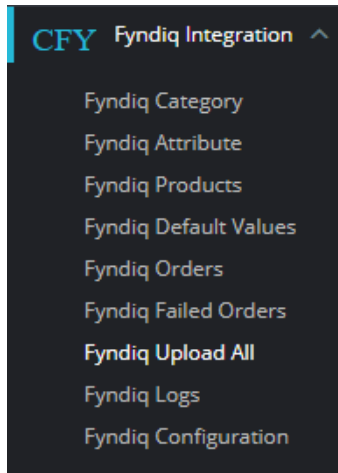 CFY Fyndiq Integration
Fyndiq Category
Fyndiq Attribute
Fyndiq Products
Fyndiq Default Values
Fyndiq Orders
Fyndiq Failed Orders
Fyndiq Upload All
Fyndiq Logs
Fyndiq Configuration